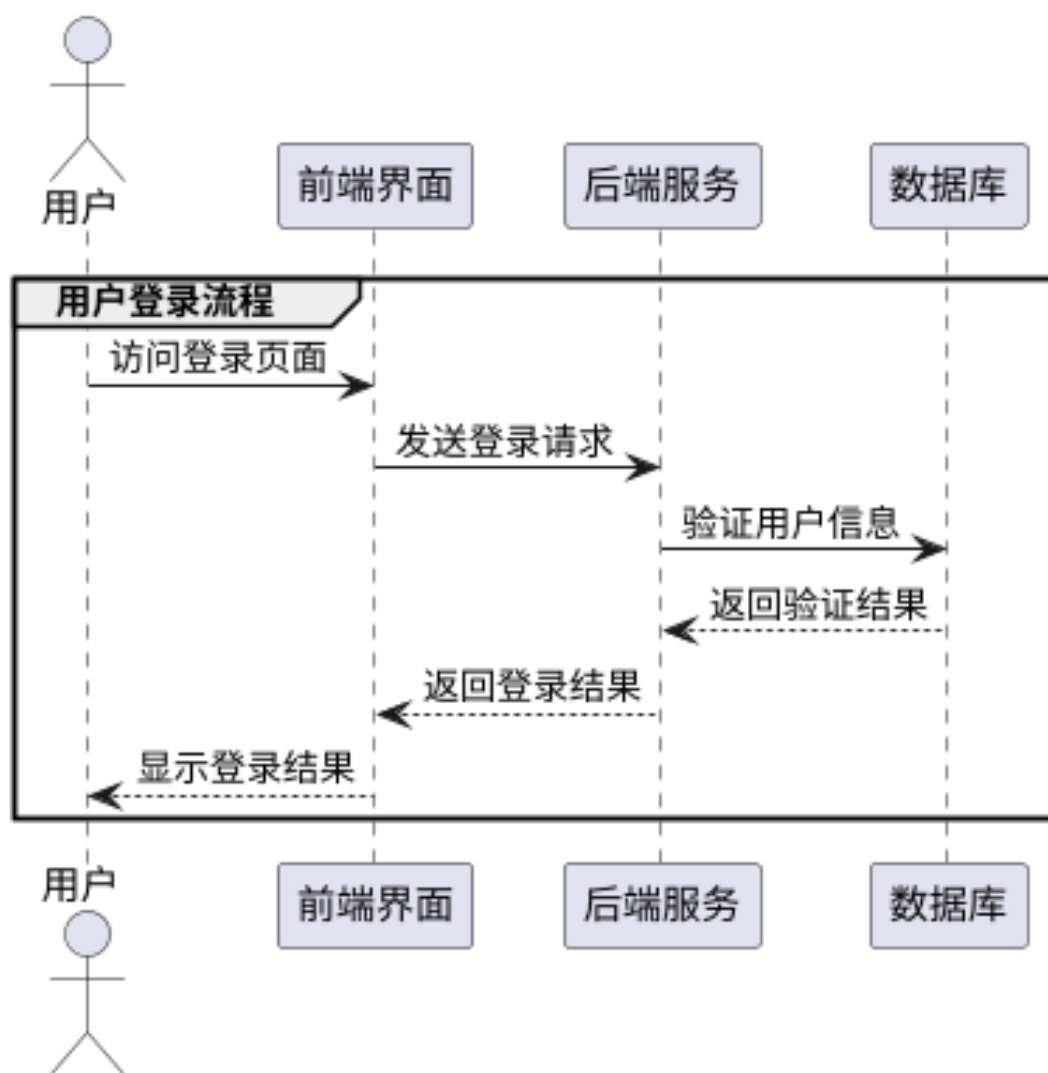 用户
前端界面
后端服务
数据库
用户登录流程
访问登录页面
发送登录请求
验证用户信息
返回验证结果
返回登录结果
显示登录结果
用户
前端界面
后端服务
数据库